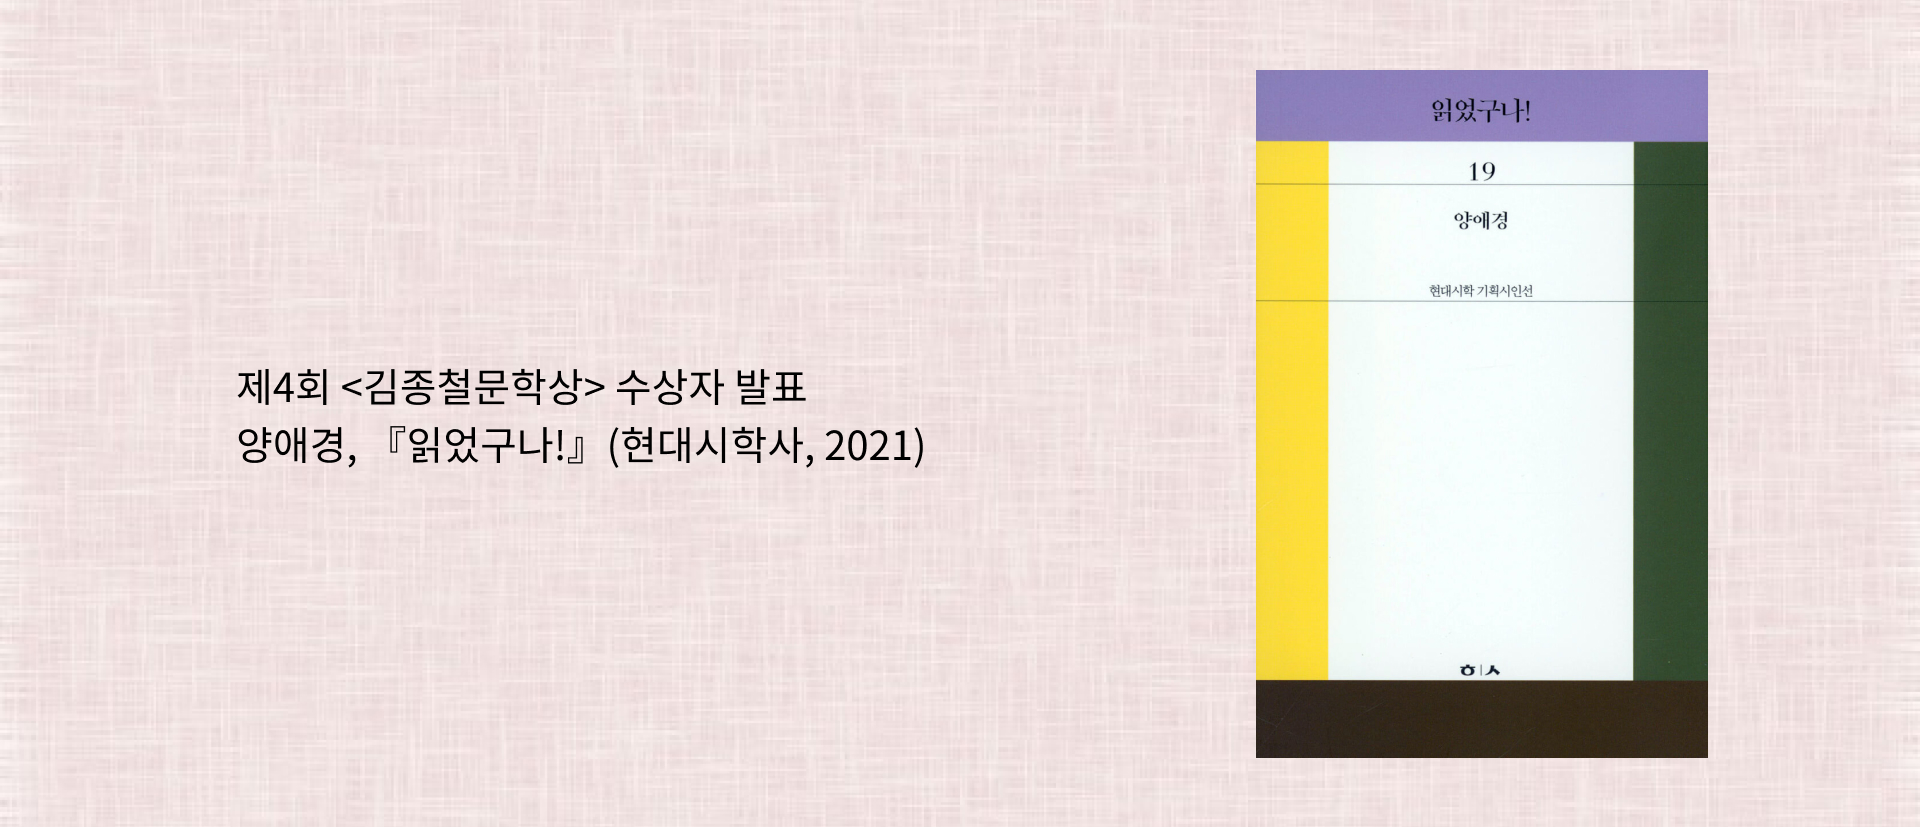 제4회 <김종철문학상> 수상자 발표
양애경, 『읽었구나!』(현대시학사, 2021)
읽었구나!
19
양애경
현대시학 기획시인선
ㅎ|ㅅ